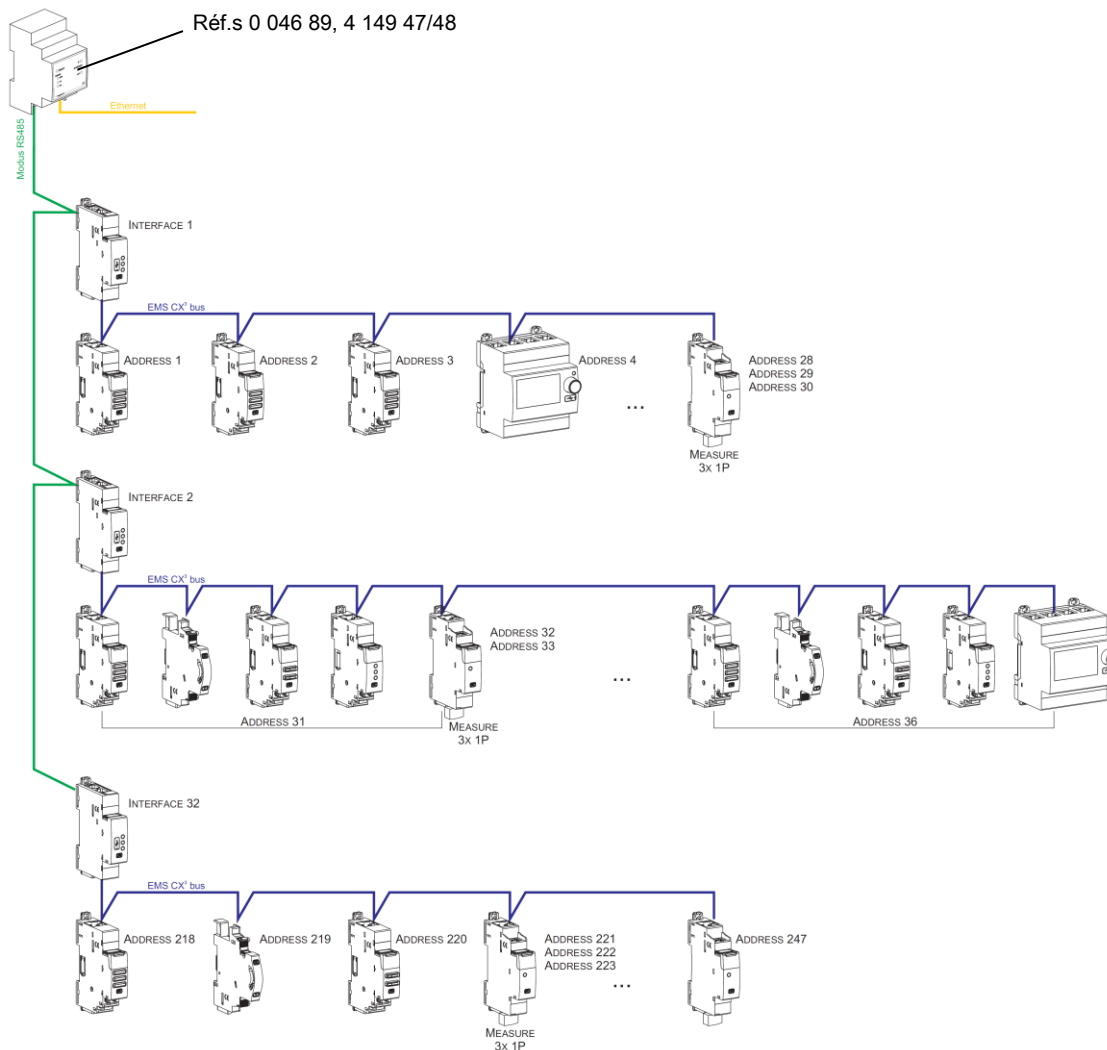 Réf.s 0 046 89, 4 149 47/48
Ethernet
Modus RS485
INTERFACE 1
EMS CX³ bus
ADDRESS 1
ADDRESS 2
ADDRESS 3
ADDRESS 4
ADDRESS 28
ADDRESS 29
ADDRESS 30
...
MEASURE
3X 1P
INTERFACE 2
EMS CX³ bus
ADDRESS 32
ADDRESS 33
...
ADDRESS 31
MEASURE
3X 1P
ADDRESS 36
INTERFACE 32
EMS CX³ bus
ADDRESS 218
ADDRESS 219
ADDRESS 220
ADDRESS 221
ADDRESS 222
ADDRESS 223
ADDRESS 247
...
MEASURE
3X 1P